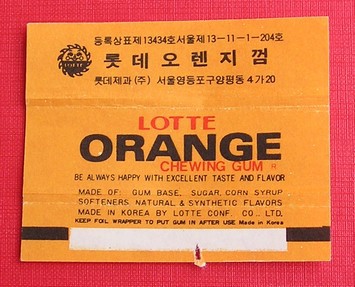 등록상표제13434호서울제13-11-1-204호
LOTTE
롯데오렌지껌
롯데제과(주) 서울영등포구양평동4가20
LOTTE
ORANGE
CHEWING GUM ®
BE ALWAYS HAPPY WITH EXCELLENT TASTE AND FLAVOR
MADE OF: GUM BASE, SUGAR, CORN SYRUP
SOFTENERS NATURAL & SYNTHETIC FLAVORS
MADE IN KOREA BY LOTTE CONF. CO., LTD.
KEEP FOIL WRAPPER TO PUT GUM IN AFTER USE Made in Korea